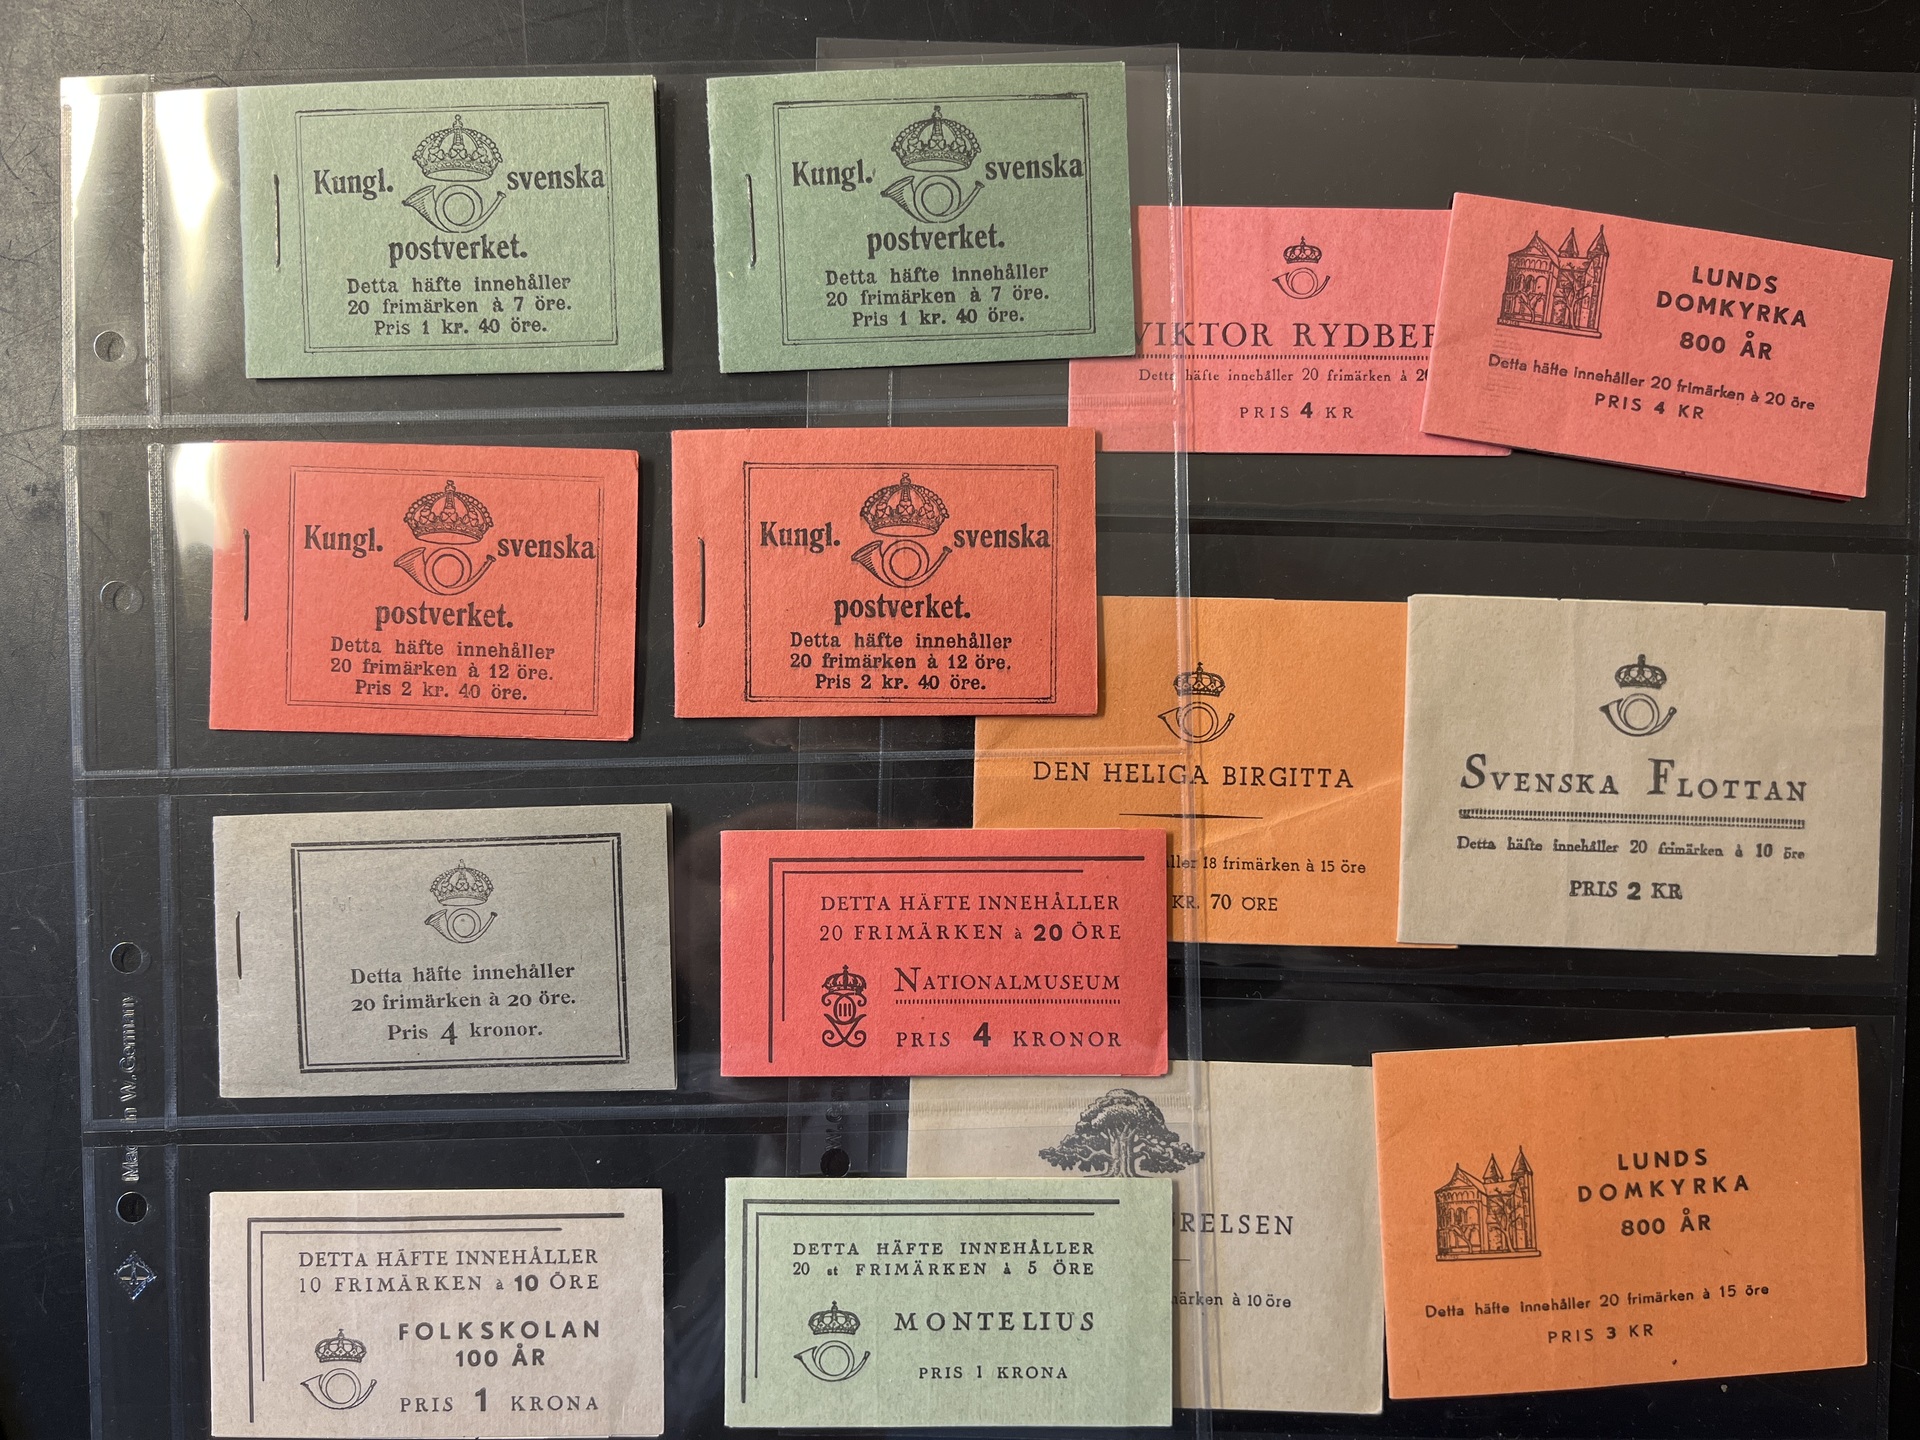 Kungl. svenska
postverket.
Detta häfte innehåller
20 frimärken à 7 öre.
Pris 1 kr. 40 öre.
Kungl. svenska
postverket.
Detta häfte innehåller
20 frimärken à 7 öre.
Pris 1 kr. 40 öre.
VIKTOR
Detta häfte innehåller 20 frimärken à
PRIS 4 KR
LUNDS
DOMKYRKA
800 ÅR
Detta häfte innehåller 20 frimärken à 20 öre
PRIS 4 KR
Kungl. svenska
postverket.
Detta häfte innehåller
20 frimärken à 12 öre.
Pris 2 kr. 40 öre.
Kungl. svenska
postverket.
Detta häfte innehåller
20 frimärken à 12 öre.
Pris 2 kr. 40 öre.
DEN HELIGA BIRGITTA
18 frimärken à 15 öre
KR. 70 ÖRE
SVENSKA FLOTTAN
Detta häfte innehåller 20 frimärken à 10 öre
PRIS 2 KR
Detta häfte innehåller
20 frimärken à 20 öre.
Pris 4 kronor.
DETTA HÄFTE INNEHÅLLER
20 FRIMÄRKEN à 20 ÖRE
NATIONALMUSEUM
PRIS 4 KRONOR
DETTA HÄFTE INNEHÅLLER
10 FRIMÄRKEN à 10 ÖRE
FOLKSKOLAN
100 ÅR
PRIS 1 KRONA
DETTA HÄFTE INNEHÅLLER
20 st FRIMÄRKEN à 5 ÖRE
MONTELIUS
PRIS 1 KRONA
RELSEN
à 10 öre
LUNDS
DOMKYRKA
800 ÅR
Detta häfte innehåller 20 frimärken à 15 öre
PRIS 3 KR
W. Germany